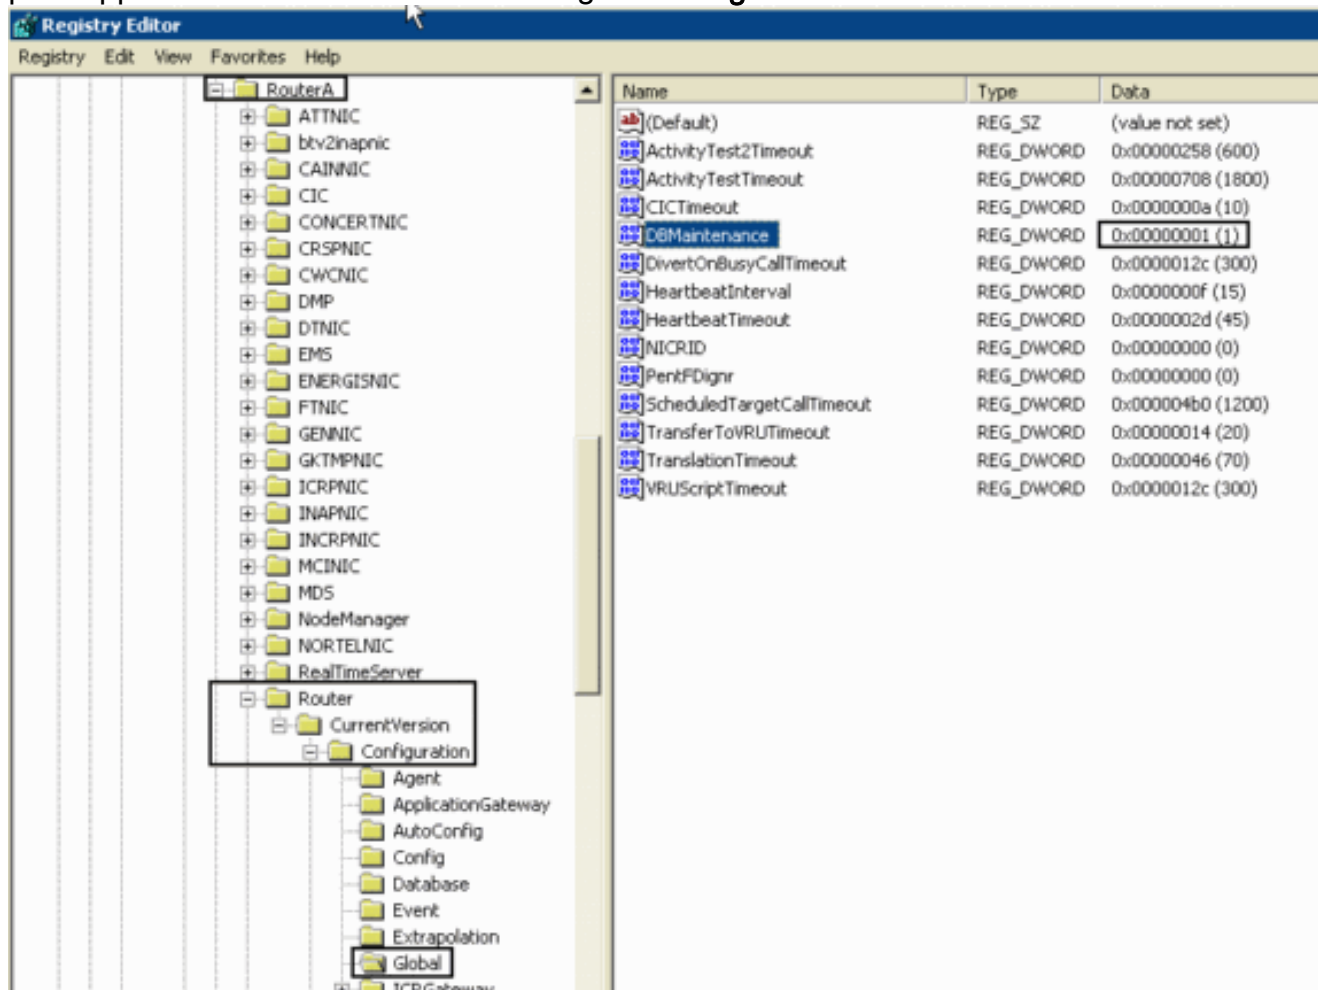 Registry Editor
Registry Edit View Favorites Help
RouterA
ATTNIC
btv2inapnic
CAINNIC
CIC
CONCERTNIC
CRSPNIC
CWCNIC
DMP
DTNIC
EMS
ENERGISNIC
FTNIC
GENNIC
GKTMPNIC
ICRPNIC
INAPNIC
INCRPNIC
MCINIC
MDS
NodeManager
NORTELNIC
RealTimeServer
Router
CurrentVersion
Configuration
Agent
ApplicationGateway
AutoConfig
Config
Database
Event
Extrapolation
Global
ICRGateway
Name Type Data
(Default) REG_SZ (value not set)
ActivityTest2Timeout REG_DWORD 0x00000258 (600)
ActivityTestTimeout REG_DWORD 0x00000708 (1800)
CICTimeout REG_DWORD 0x0000000a (10)
DBMaintenance REG_DWORD 0x00000001 (1)
DivertOnBusyCallTimeout REG_DWORD 0x0000012c (300)
HeartbeatInterval REG_DWORD 0x0000000f (15)
HeartbeatTimeout REG_DWORD 0x0000002d (45)
NICRID REG_DWORD 0x00000000 (0)
PentFDignr REG_DWORD 0x00000000 (0)
ScheduledTargetCallTimeout REG_DWORD 0x000004b0 (1200)
TransferToVRUTimeout REG_DWORD 0x00000014 (20)
TranslationTimeout REG_DWORD 0x00000046 (70)
VRUScriptTimeout REG_DWORD 0x0000012c (300)